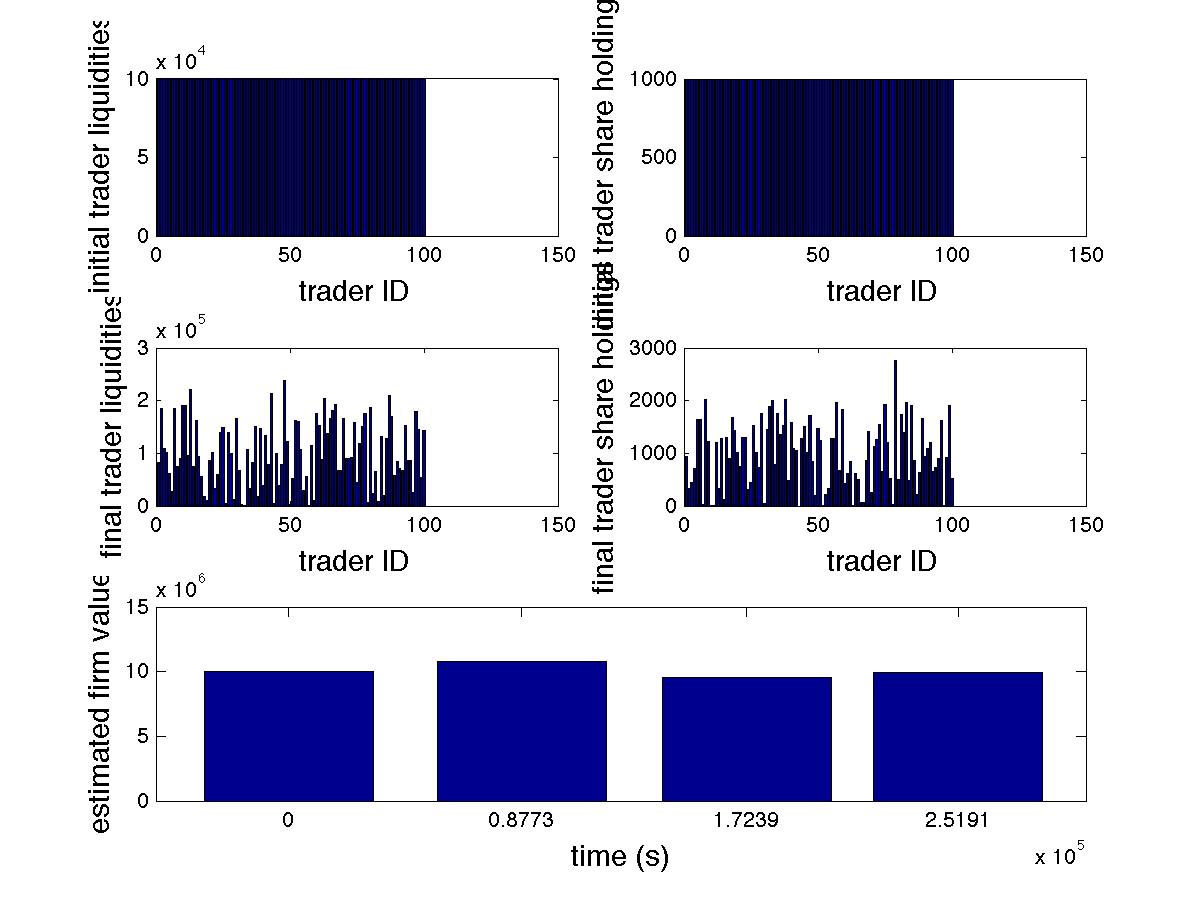 initial trader liquidities
x 10^4
10
5
0
0 50 100 150
trader ID
trader share holding
1000
500
0
0 50 100 150
trader ID
final trader liquidities
x 10^5
3
2
1
0
0 50 100 150
trader ID
final trader share holdings
3000
2000
1000
0
0 50 100 150
trader ID
estimated firm value
x 10^6
15
10
5
0
0 0.8773 1.7239 2.5191
time (s)
x 10^5